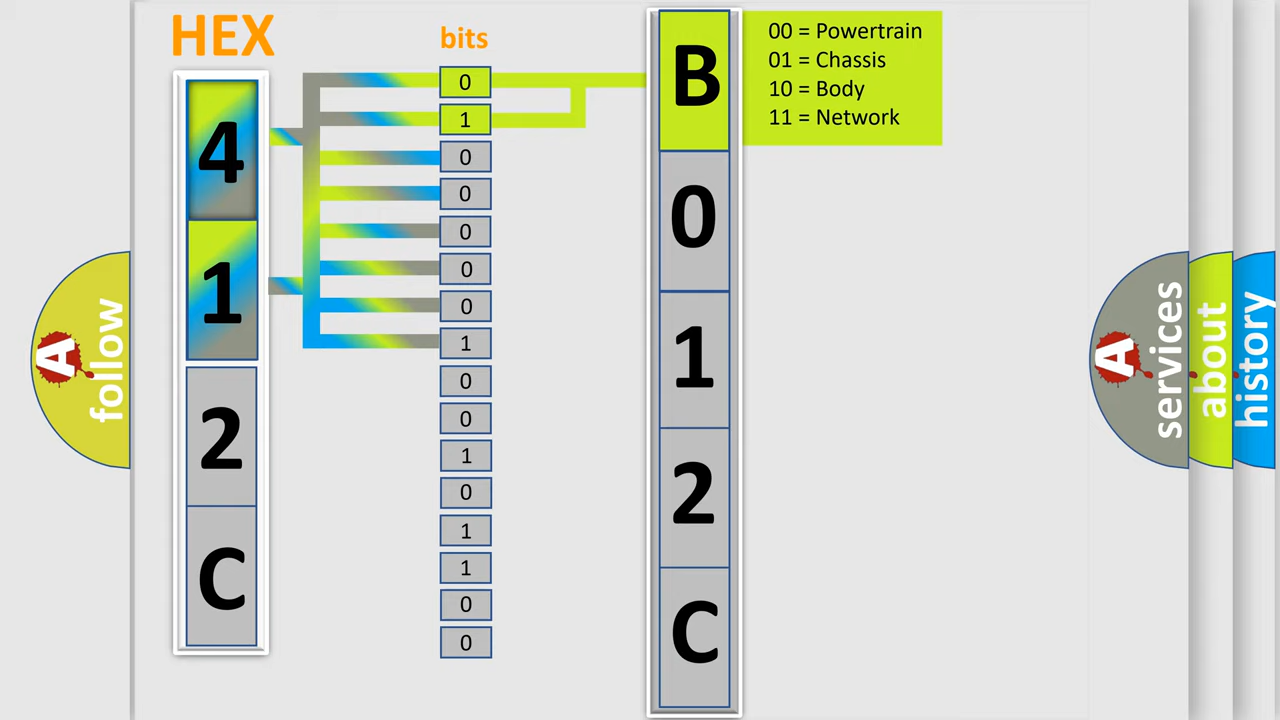 HEX
bits
4
1
2
C
0
1
0
0
0
0
0
1
0
0
1
0
1
1
0
0
B
0
1
2
C
00 = Powertrain
01 = Chassis
10 = Body
11 = Network
A
follow
A
services
about
history